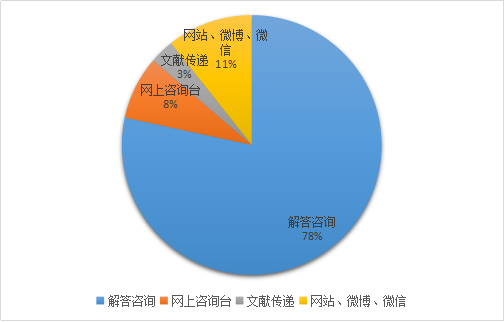 网站、微博、微
信
11%
文献传递
3%
网上咨询台
8%
解答咨询
78%
解答咨询 网上咨询台 文献传递 网站、微博、微信